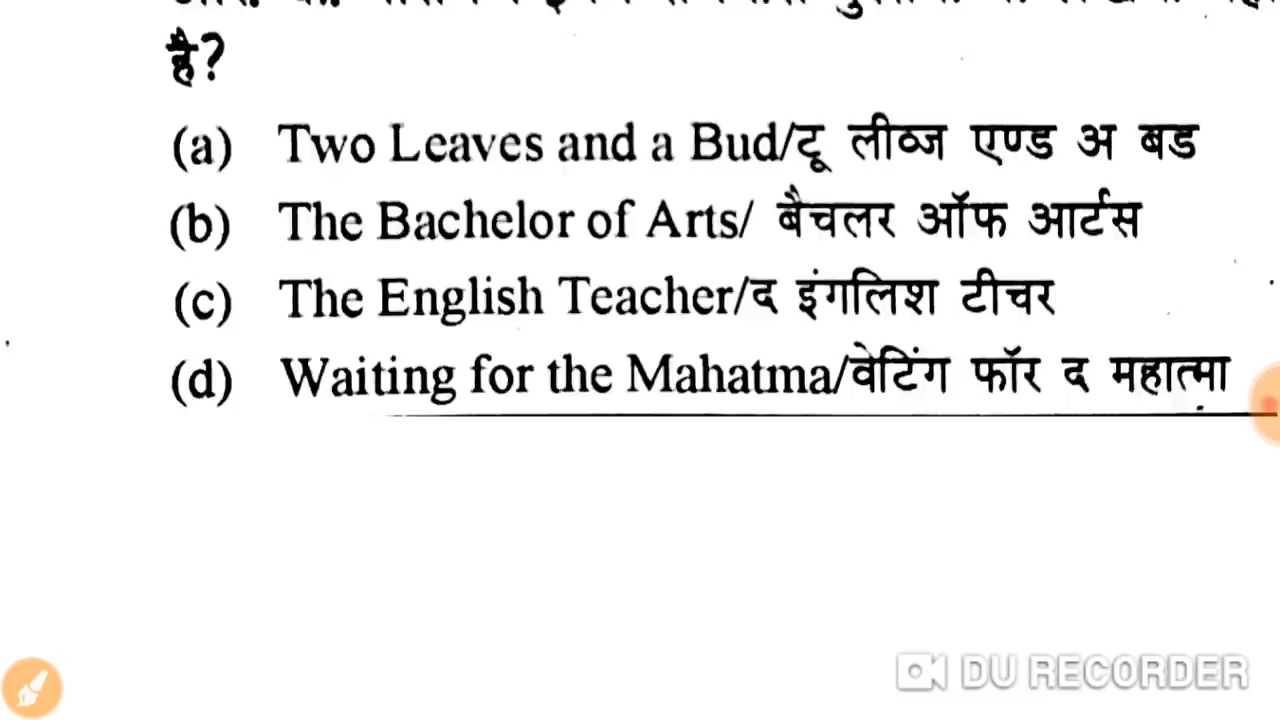 है?
(a) Two Leaves and a Bud/टू लीव्ज एण्ड अ बड
(b) The Bachelor of Arts/ बैचलर ऑफ आर्टस
(c) The English Teacher/द इंगलिश टीचर
(d) Waiting for the Mahatma/वेटिंग फॉर द महात्मा
DU RECORDER